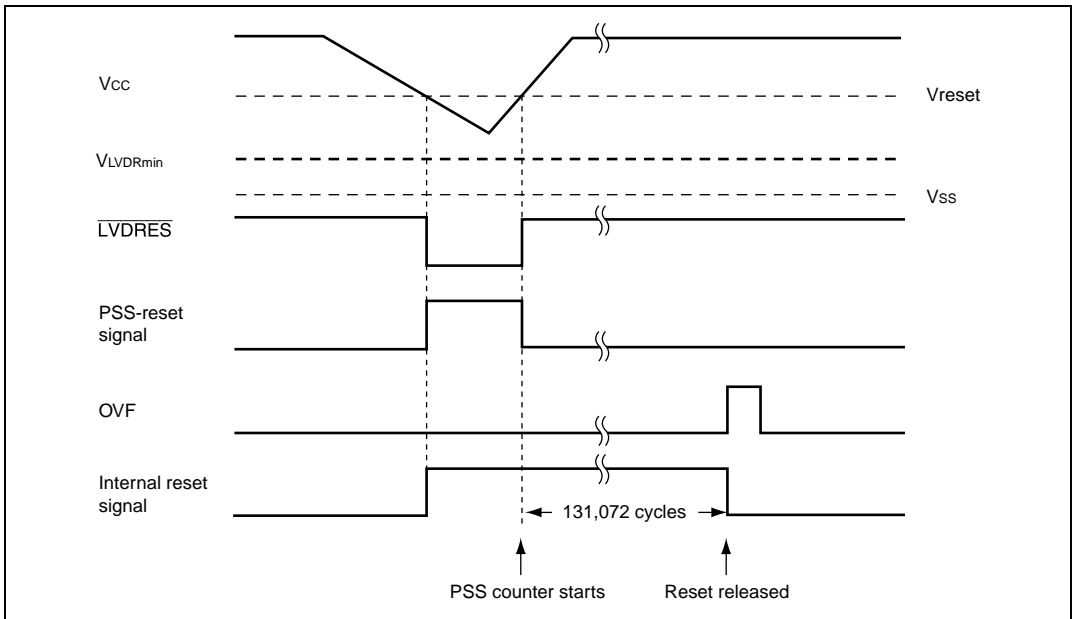 Vcc
Vreset
VLVDRmin
Vss
LVDRES
PSS-reset
signal
OVF
Internal reset
signal
131,072 cycles
PSS counter starts
Reset released